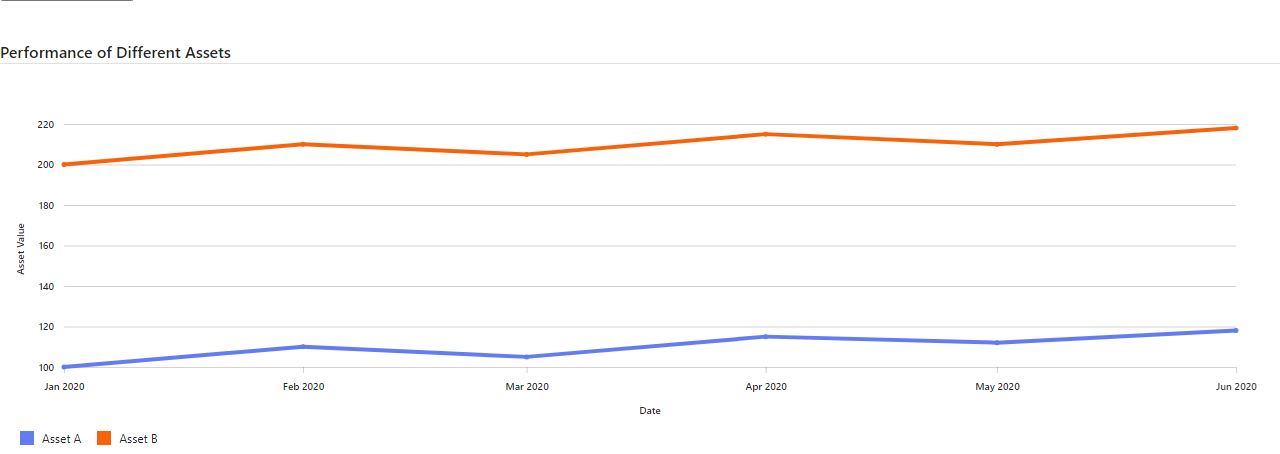 Performance of Different Assets
220
200
180
160
140
120
100
Asset Value
Jan 2020 Feb 2020 Mar 2020 Apr 2020 May 2020 Jun 2020
Date
Asset A Asset B